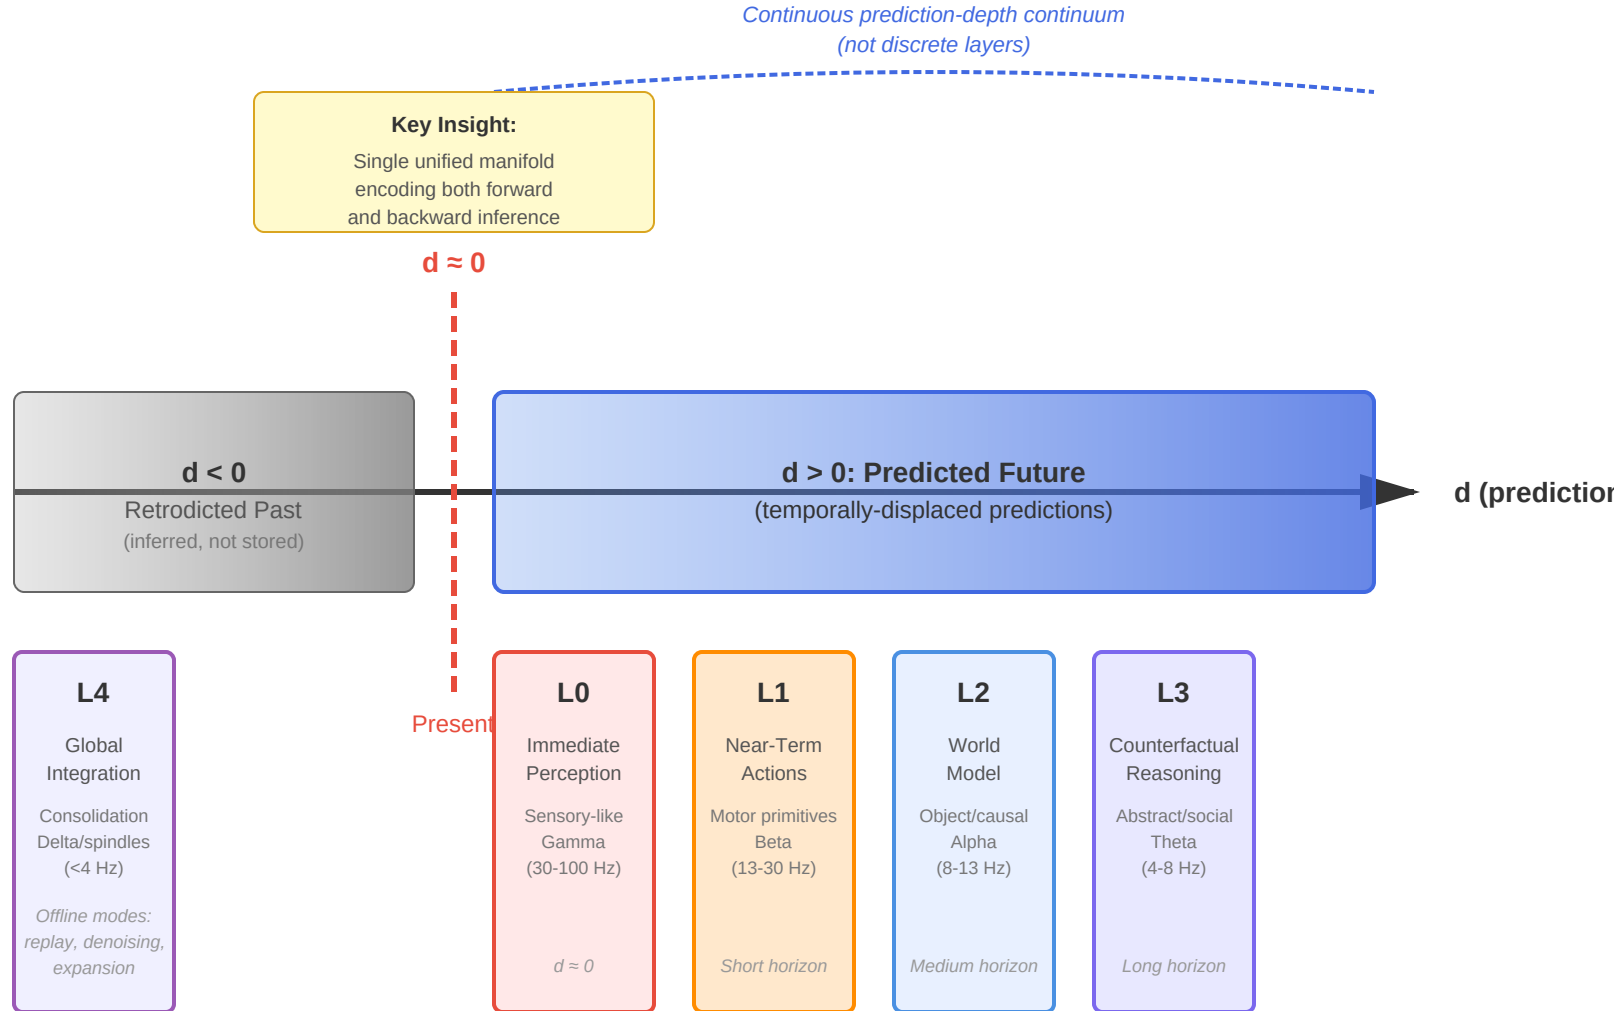 Continuous prediction-depth continuum
(not discrete layers)
Key Insight:
Single unified manifold
encoding both forward
and backward inference
d ≈ 0
d < 0
Retrodicted Past
(inferred, not stored)
d > 0: Predicted Future
(temporally-displaced predictions)
d (prediction
Present
L4
Global
Integration
Consolidation
Delta/spindles
(<4 Hz)
Offline modes:
replay, denoising,
expansion
L0
Immediate
Perception
Sensory-like
Gamma
(30-100 Hz)
d ≈ 0
L1
Near-Term
Actions
Motor primitives
Beta
(13-30 Hz)
Short horizon
L2
World
Model
Object/causal
Alpha
(8-13 Hz)
Medium horizon
L3
Counterfactual
Reasoning
Abstract/social
Theta
(4-8 Hz)
Long horizon